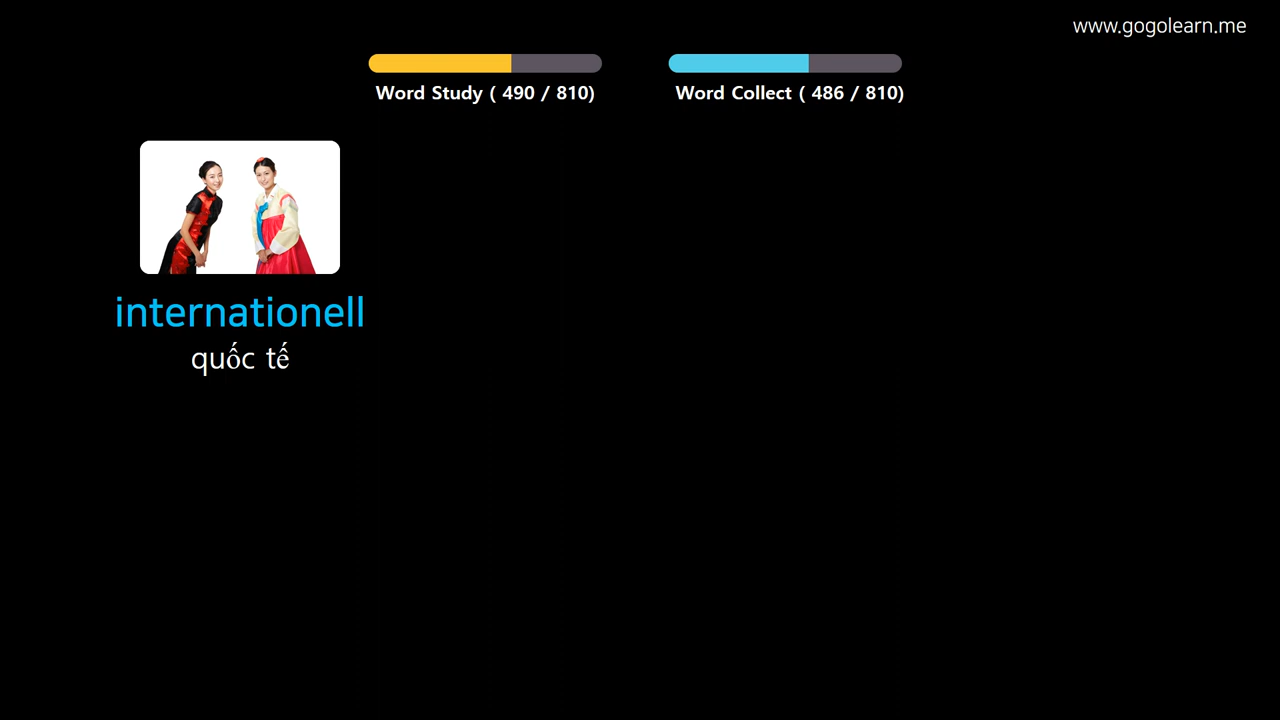 www.gogolearn.me
Word Study ( 490 / 810)
Word Collect ( 486 / 810)
internationell
quốc tế